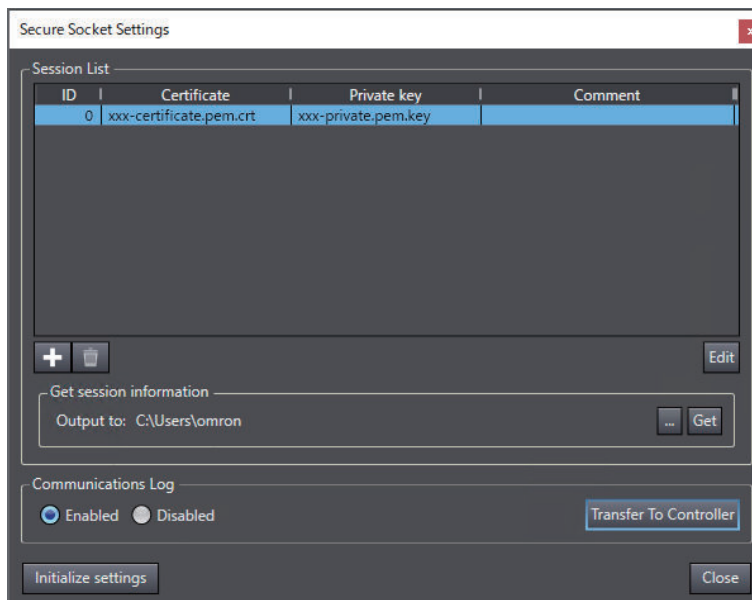 Secure Socket Settings
x
Session List
ID Certificate Private key Comment
0 xxx-certificate.pem.crt xxx-private.pem.key
Edit
Get session information
Output to: C:\Users\omron ... Get
Communications Log
Enabled Disabled Transfer To Controller
Initialize settings Close